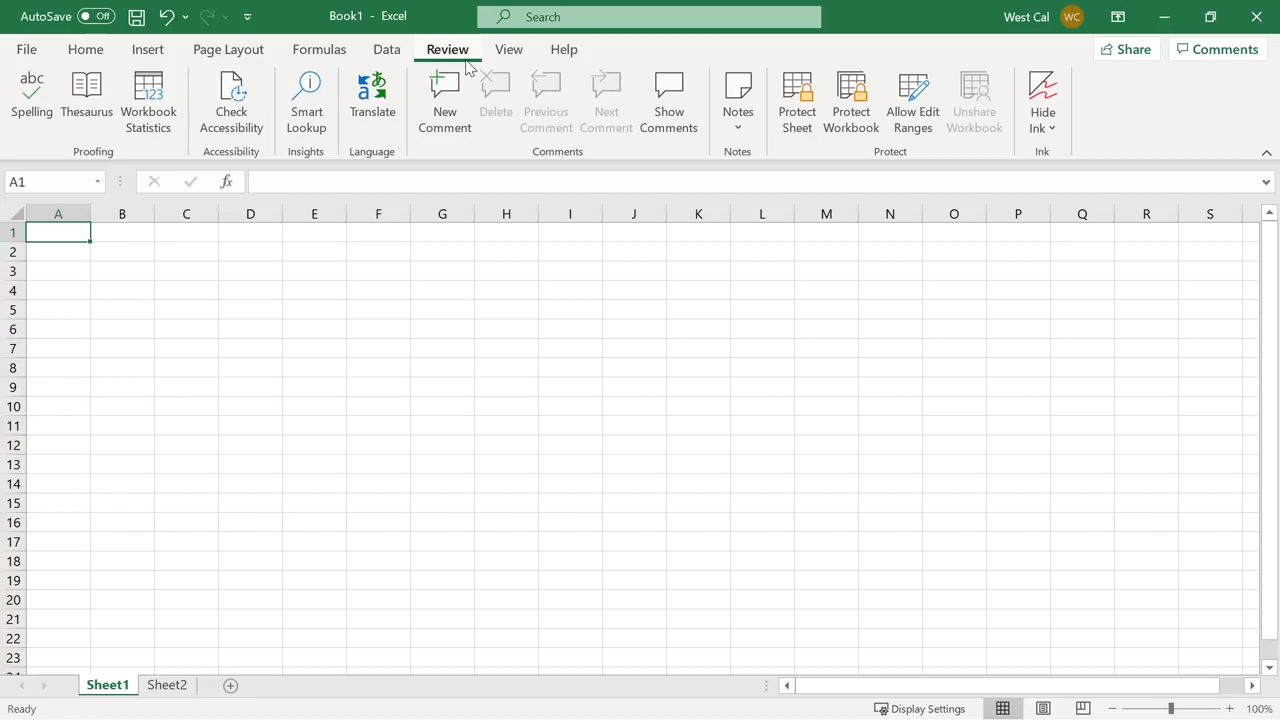 AutoSave Off Book1 - Excel Search West Cal WC
File Home Insert Page Layout Formulas Data Review View Help Share Comments
abc 123 a
Spelling Thesaurus Workbook Statistics Check Accessibility Smart Lookup Translate New Comment Delete Previous Comment Next Comment Show Comments Notes Protect Sheet Protect Workbook Allow Edit Ranges Unshare Workbook Hide Ink
Proofing Accessibility Insights Language Comments Notes Protect Ink
A1 fx
A B C D E F G H I J K L M N O P Q R S
1
2
3
4
5
6
7
8
9
10
11
12
13
14
15
16
17
18
19
20
21
22
23
Sheet1 Sheet2
Ready Display Settings 100%